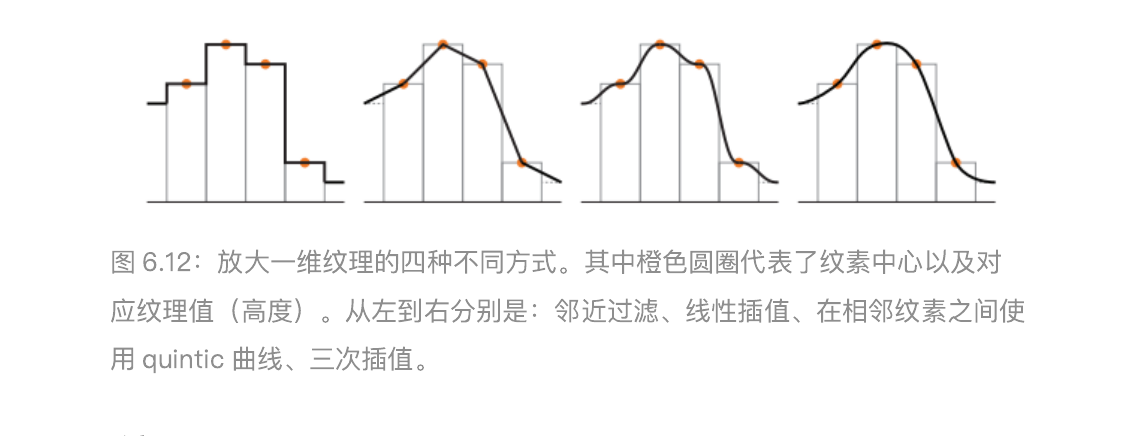 图 6.12：放大一维纹理的四种不同方式。其中橙色圆圈代表了纹素中心以及对
应纹理值（高度）。从左到右分别是：邻近过滤、线性插值、在相邻纹素之间使
用 quintic 曲线、三次插值。